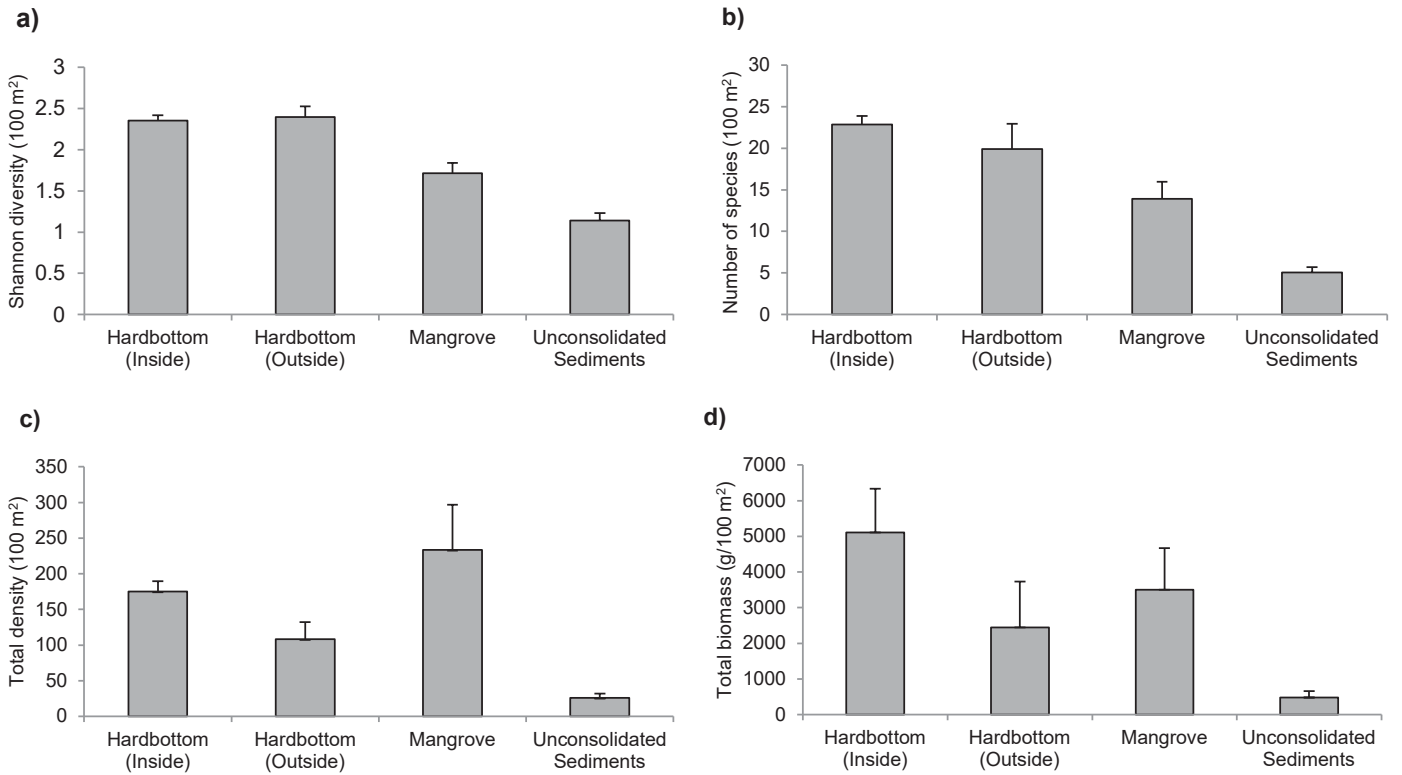 a)
Shannon diversity (100 m²)
3
2.5
2
1.5
1
0.5
0
Hardbottom
(Inside)
Hardbottom
(Outside)
Mangrove
Unconsolidated
Sediments
b)
Number of species (100 m²)
30
25
20
15
10
5
0
Hardbottom
(Inside)
Hardbottom
(Outside)
Mangrove
Unconsolidated
Sediments
c)
Total density (100 m²)
350
300
250
200
150
100
50
0
Hardbottom
(Inside)
Hardbottom
(Outside)
Mangrove
Unconsolidated
Sediments
d)
Total biomass (g/100 m²)
7000
6000
5000
4000
3000
2000
1000
0
Hardbottom
(Inside)
Hardbottom
(Outside)
Mangrove
Unconsolidated
Sediments